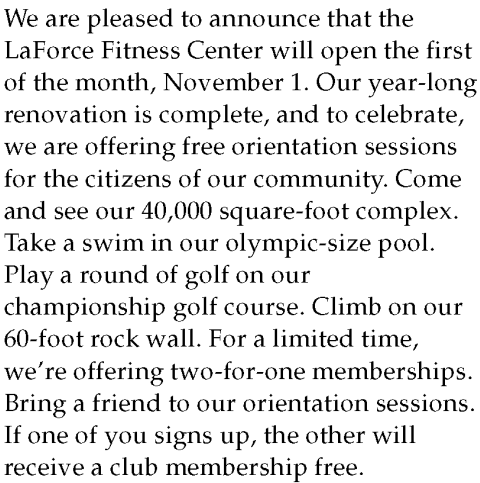 We are pleased to announce that the
LaForce Fitness Center will open the first
of the month, November 1. Our year-long
renovation is complete, and to celebrate,
we are offering free orientation sessions
for the citizens of our community. Come
and see our 40,000 square-foot complex.
Take a swim in our olympic-size pool.
Play a round of golf on our
championship golf course. Climb on our
60-foot rock wall. For a limited time,
we’re offering two-for-one memberships.
Bring a friend to our orientation sessions.
If one of you signs up, the other will
receive a club membership free.